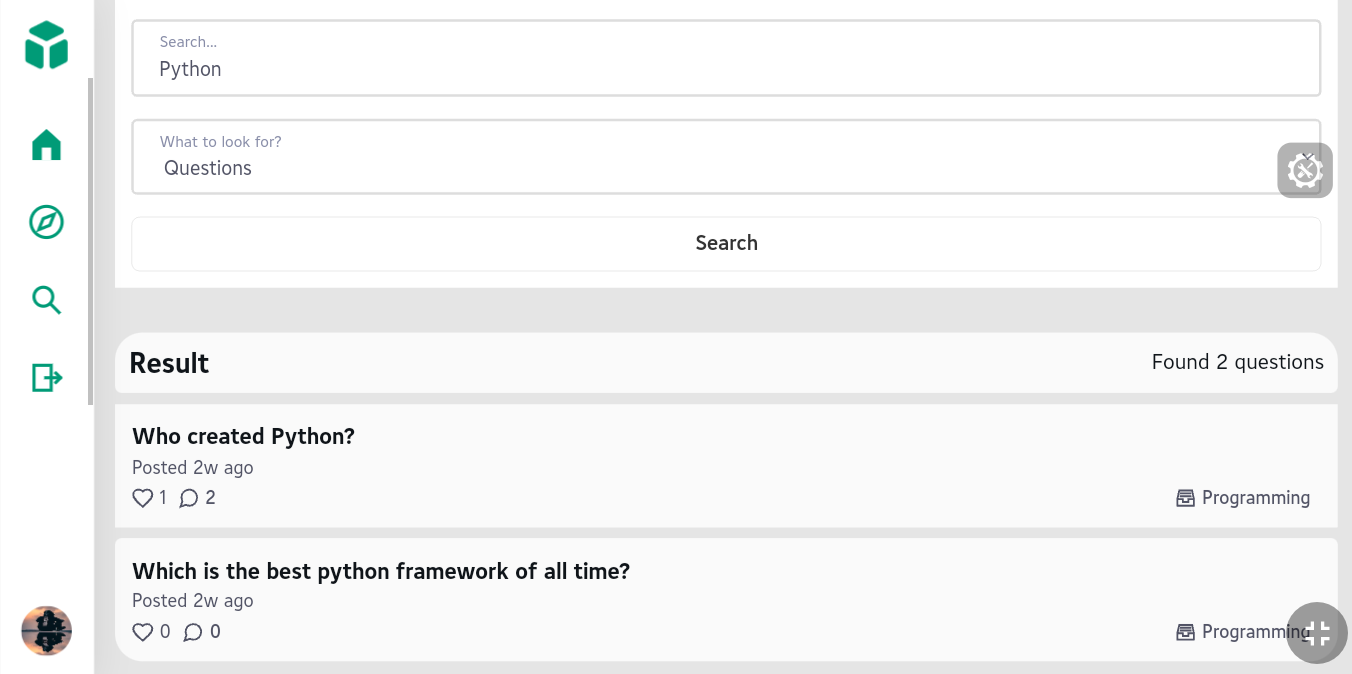 Search...
Python
What to look for?
Questions
Search
Result
Found 2 questions
Who created Python?
Posted 2w ago
1 2
Programming
Which is the best python framework of all time?
Posted 2w ago
0 0
Programming